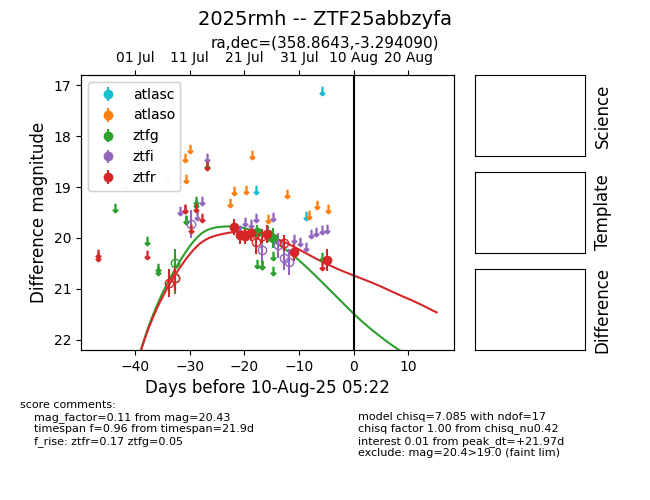 2025rmh -- ZTF25abbzyfa
ra,dec=(358.8643,-3.294090)
01 Jul 11 Jul 21 Jul 31 Jul 10 Aug 20 Aug
17
18
19
20
21
22
Difference magnitude
atlasc
atlaso
ztfg
ztfi
ztfr
−40 −30 −20 −10 0 10
Days before 10-Aug-25 05:22
Science
Template
Difference
score comments:
mag_factor=0.11 from mag=20.43
timespan f=0.96 from timespan=21.9d
f_rise: ztfr=0.17 ztfg=0.05
model chisq=7.085 with ndof=17
chisq factor 1.00 from chisq_nu0.42
interest 0.01 from peak_dt=+21.97d
exclude: mag=20.4>19.0 (faint lim)